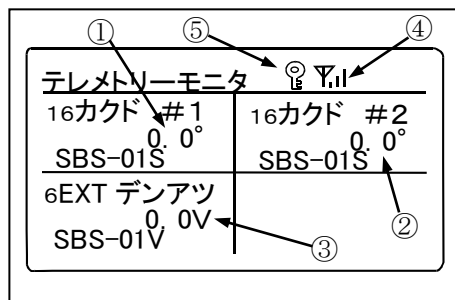 ① ⑤ ④
テレメトリーモニタ
16カクド #1
0. 0°
SBS-01S
16カクド #2
0. 0°
SBS-01S
②
6EXT デンアツ
0. 0V
SBS-01V
③